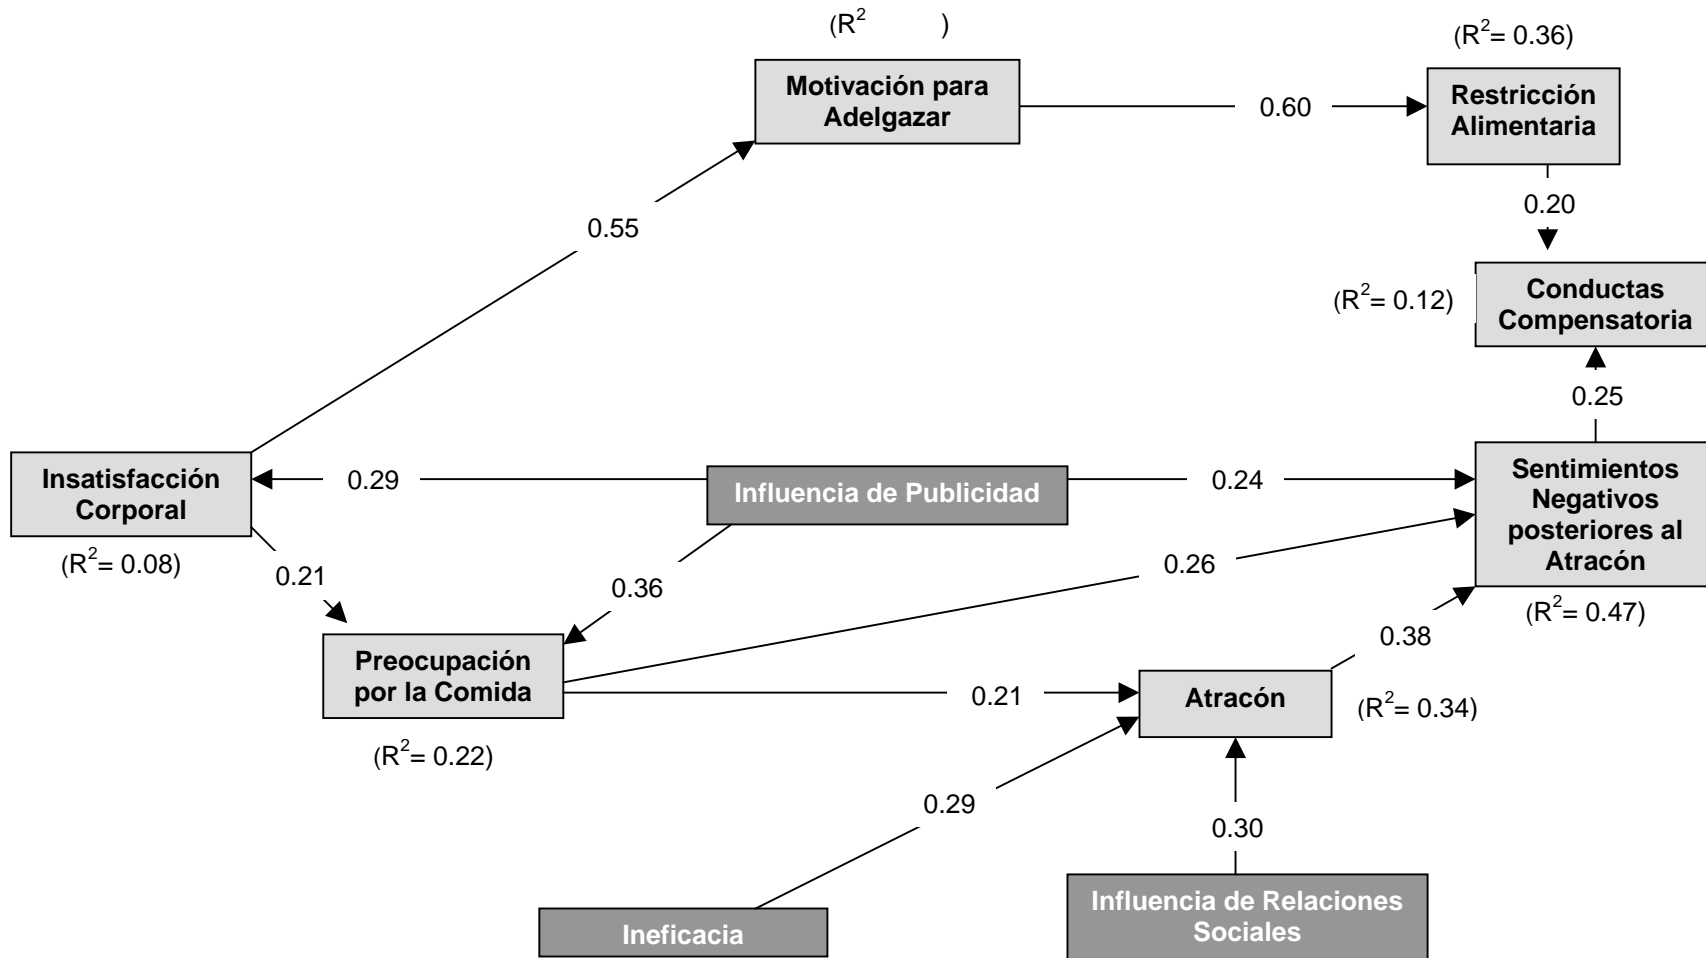 (R2 )
(R2= 0.36)
Motivación para
Adelgazar
0.60
Restricción
Alimentaria
0.20
0.55
(R2= 0.12)
Conductas
Compensatoria
0.25
Insatisfacción
Corporal
(R2= 0.08)
0.29
Influencia de Publicidad
0.24
Sentimientos
Negativos
posteriores al
Atracón
(R2= 0.47)
0.21
0.36
0.26
0.38
Preocupación
por la Comida
(R2= 0.22)
0.21
Atracón
(R2= 0.34)
0.29
0.30
Ineficacia
Influencia de Relaciones
Sociales